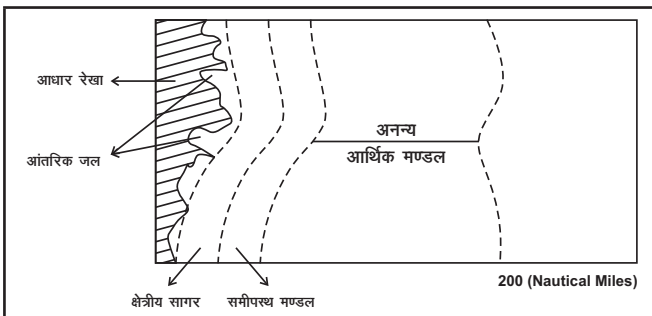 आधार रेखा
आंतरिक जल
अनन्य
आर्थिक मण्डल
200 (Nautical Miles)
क्षेत्रीय सागर
समीपस्थ मण्डल